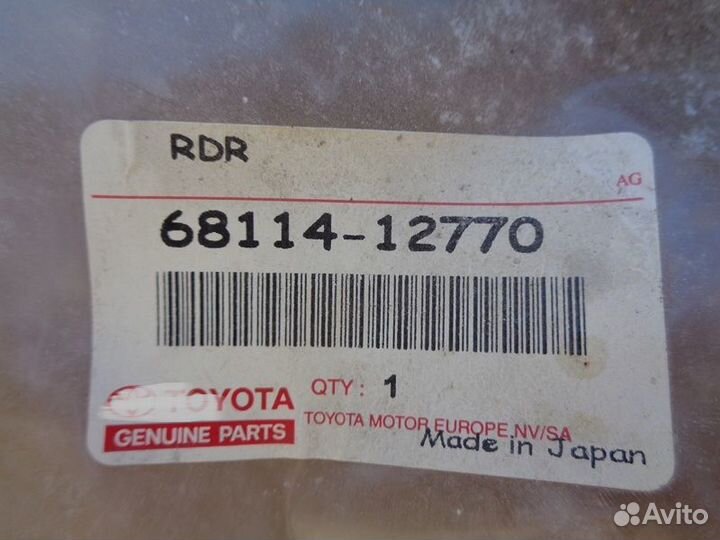 RDR
AG
68114-12770
TOYOTA
GENUINE PARTS
QTY: 1
TOYOTA MOTOR EUROPE NV/SA
Made in Japan
Avito